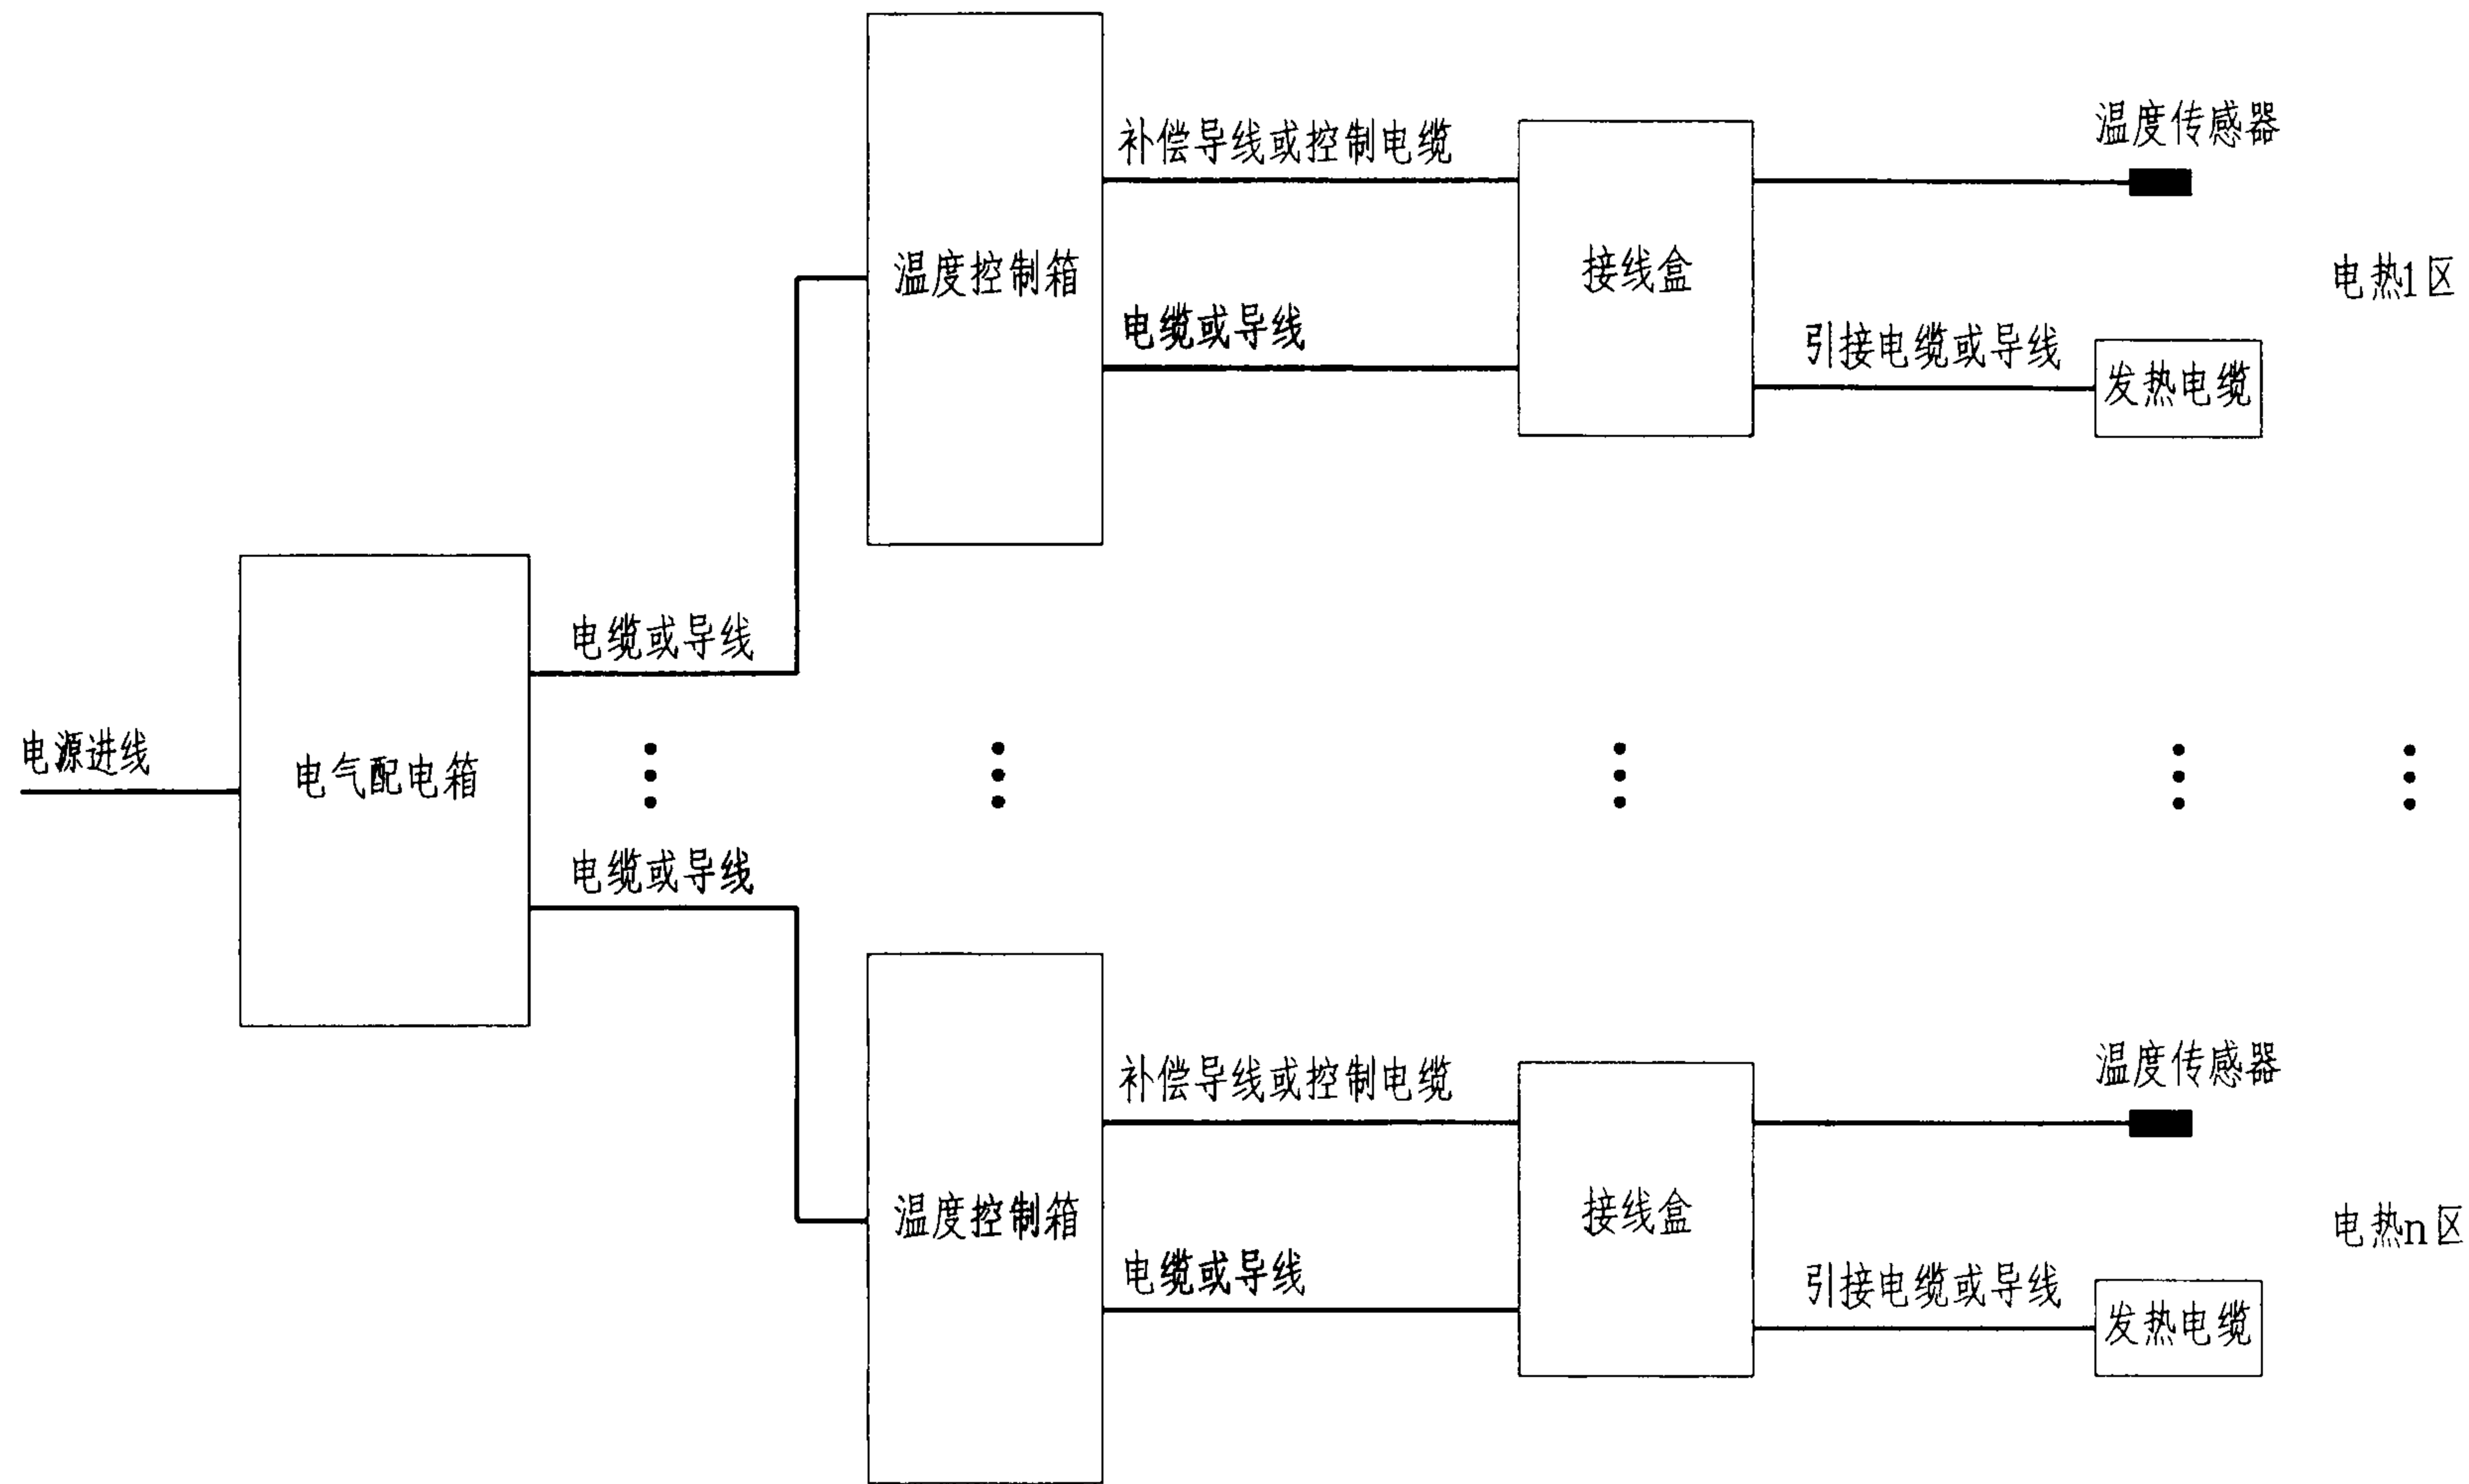 补偿导线或控制电缆
温度传感器
温度控制箱
接线盒
电热1区
电缆或导线
引接电缆或导线
发热电缆
电缆或导线
电源进线
电气配电箱
电缆或导线
补偿导线或控制电缆
温度传感器
温度控制箱
接线盒
电热n区
电缆或导线
引接电缆或导线
发热电缆